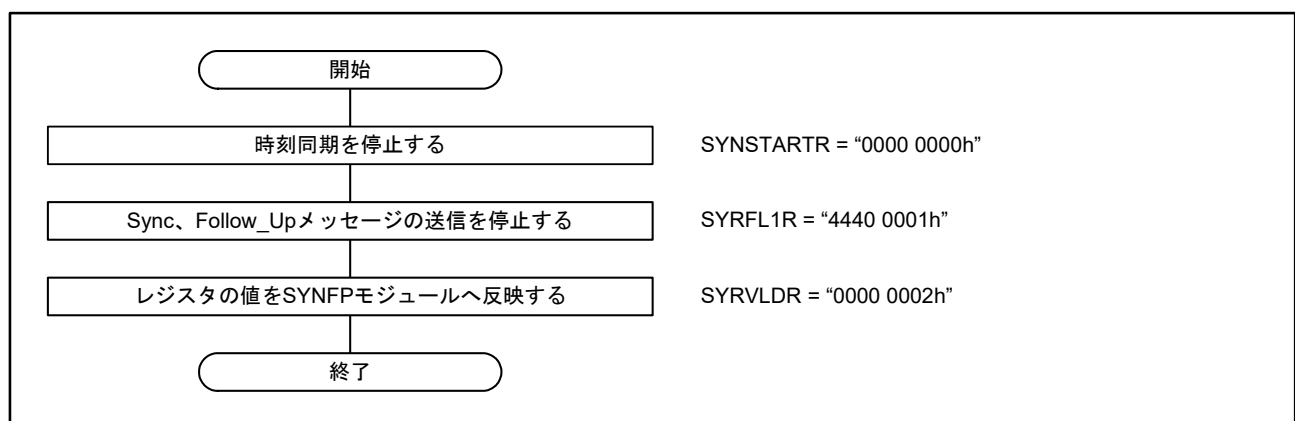 開始
時刻同期を停止する
SYNSTARTR = “0000 0000h”
Sync、Follow_Upメッセージの送信を停止する
SYRFL1R = “4440 0001h”
レジスタの値をSYNFPモジュールへ反映する
SYRVLDR = “0000 0002h”
終了